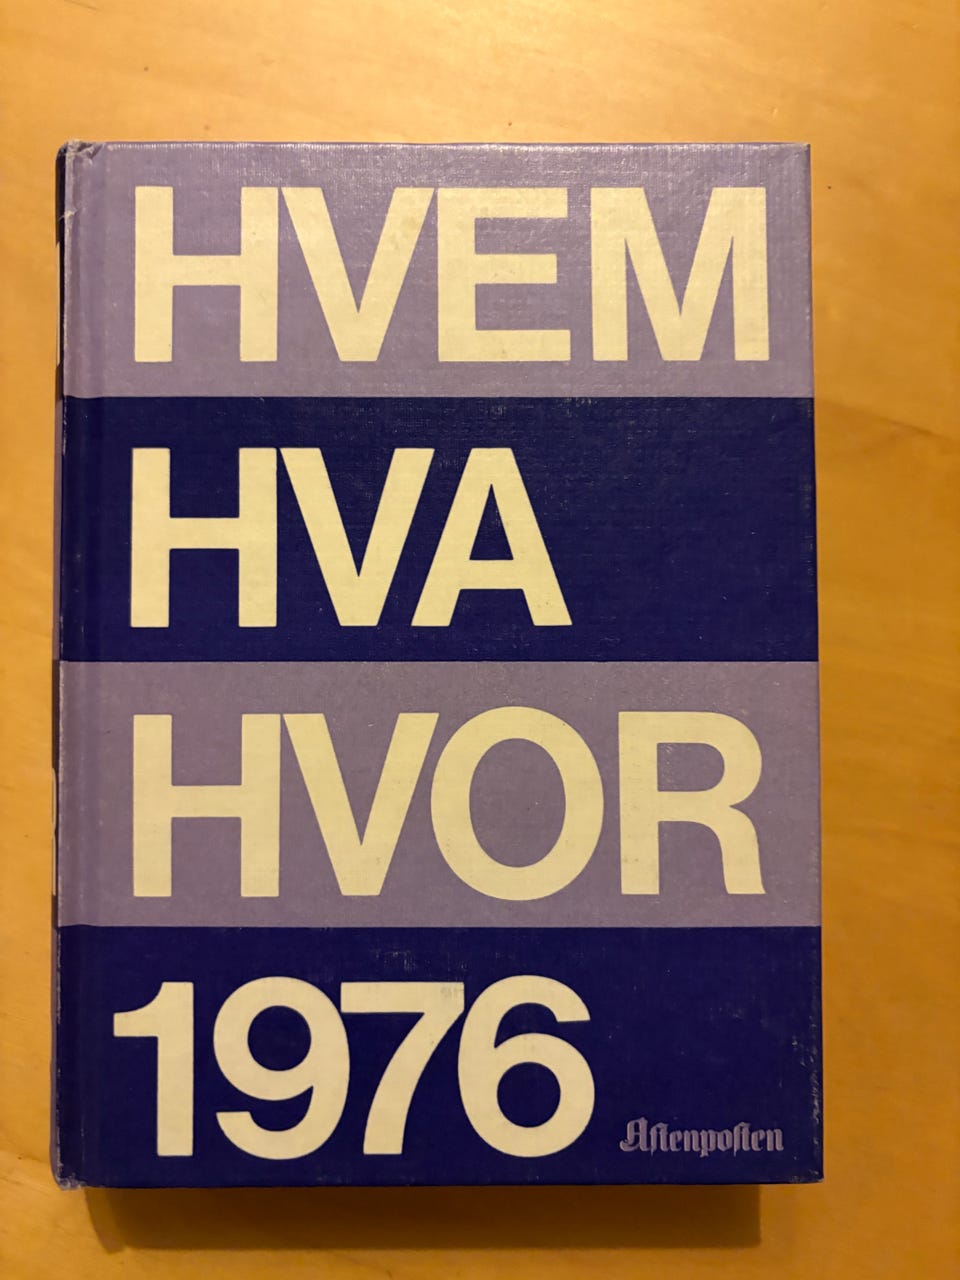 HVEM
HVA
HVOR
1976
Aftenposten